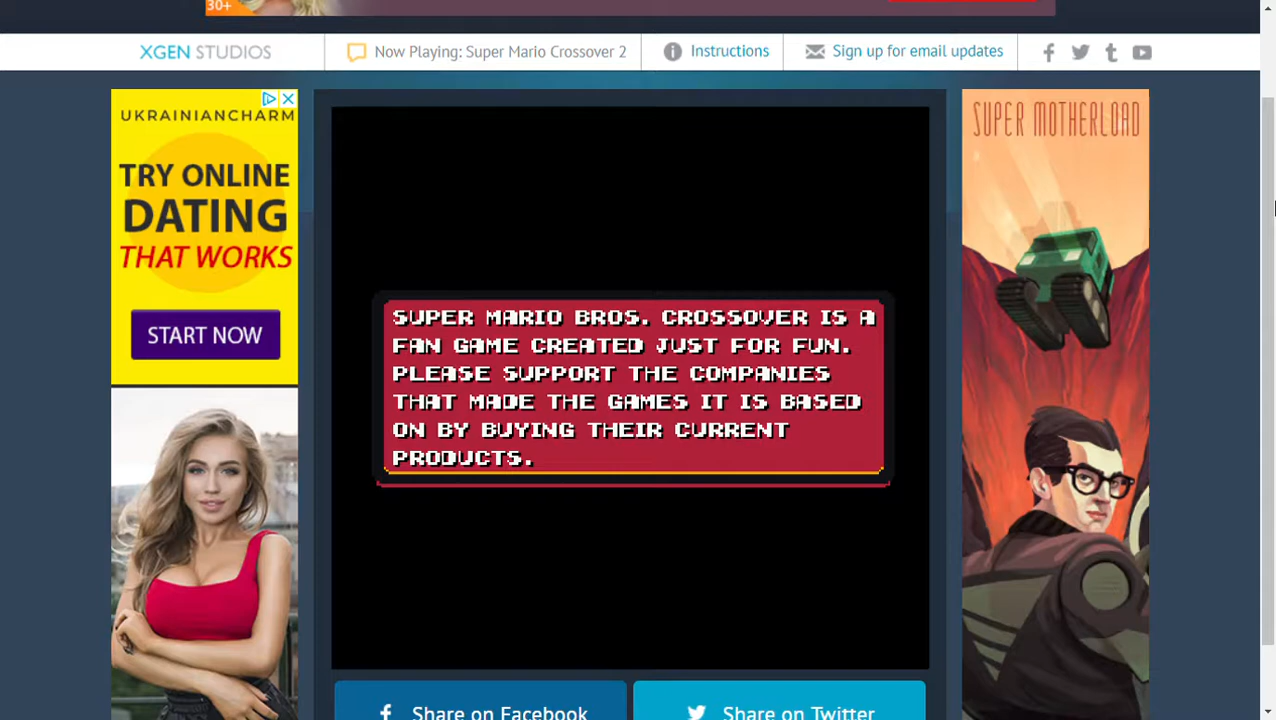 30+
XGEN STUDIOS
Now Playing: Super Mario Crossover 2
Instructions
Sign up for email updates
UKRAINIANCHARM
TRY ONLINE
DATING
THAT WORKS
START NOW
SUPER MOTHERLOAD
SUPER MARIO BROS. CROSSOVER IS A
FAN GAME CREATED JUST FOR FUN.
PLEASE SUPPORT THE COMPANIES
THAT MADE THE GAMES IT IS BASED
ON BY BUYING THEIR CURRENT
PRODUCTS.
Share on Facebook
Share on Twitter